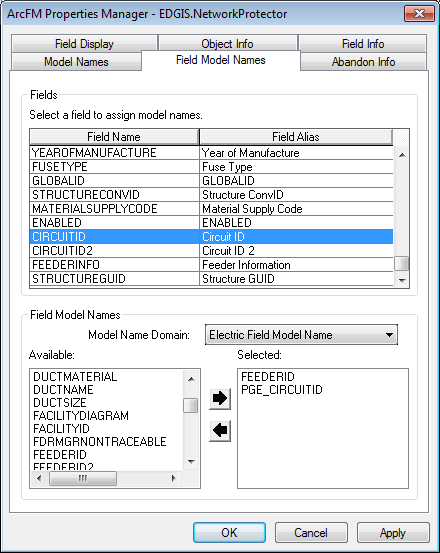 ArcFM Properties Manager - EDGIS.NetworkProtector
Field Display Object Info Field Info
Model Names Field Model Names Abandon Info
Fields
Select a field to assign model names.
Field Name Field Alias
YEAROFMANUFACTURE Year of Manufacture
FUSETYPE Fuse Type
GLOBALID GLOBALID
STRUCTURECONVID Structure ConvID
MATERIALSUPPLYCODE Material Supply Code
ENABLED ENABLED
CIRCUITID Circuit ID
CIRCUITID2 Circuit ID 2
FEEDERINFO Feeder Information
STRUCTUREGUID Structure GUID
Field Model Names
Model Name Domain: Electric Field Model Name
Available: Selected:
DUCTMATERIAL FEEDERID
DUCTNAME PGE_CIRCUITID
DUCTSIZE
FACILITYDIAGRAM
FACILITYID
FDRMGRNONTRACEABLE
FEEDERID
FEEDERID2
OK Cancel Apply